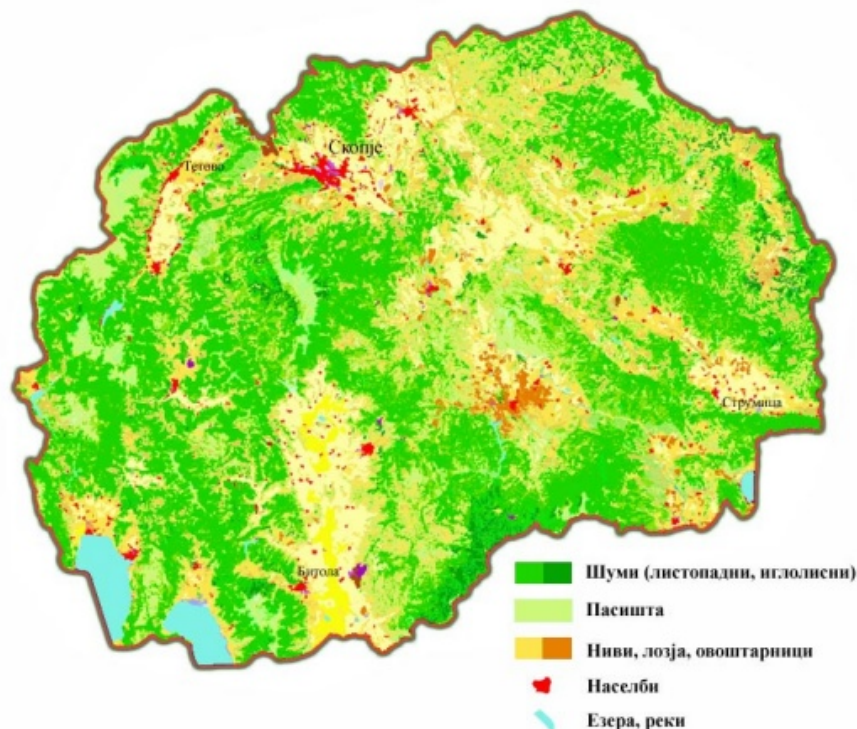 Скопје
Тетово
Струмица
Битола
Шуми (листопадни, иглолисни)
Пасишта
Ниви, лозја, овоштарници
Населби
Езера, реки